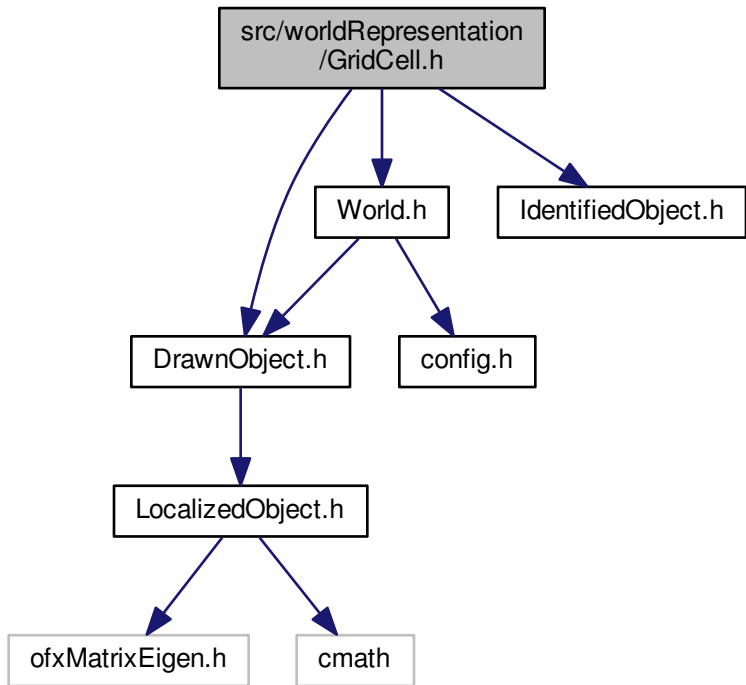 src/worldRepresentation
/GridCell.h
World.h
IdentifiedObject.h
DrawnObject.h
config.h
LocalizedObject.h
ofxMatrixEigen.h
cmath